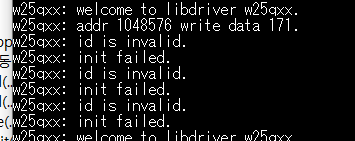 w25qxx: welcome to libdriver w25qxx.
w25qxx: addr 1048576 write data 171.
w25qxx: id is invalid.
w25qxx: init failed.
w25qxx: id is invalid.
w25qxx: init failed.
w25qxx: id is invalid.
w25qxx: init failed.
w25qxx: welcome to libdriver w25qxx